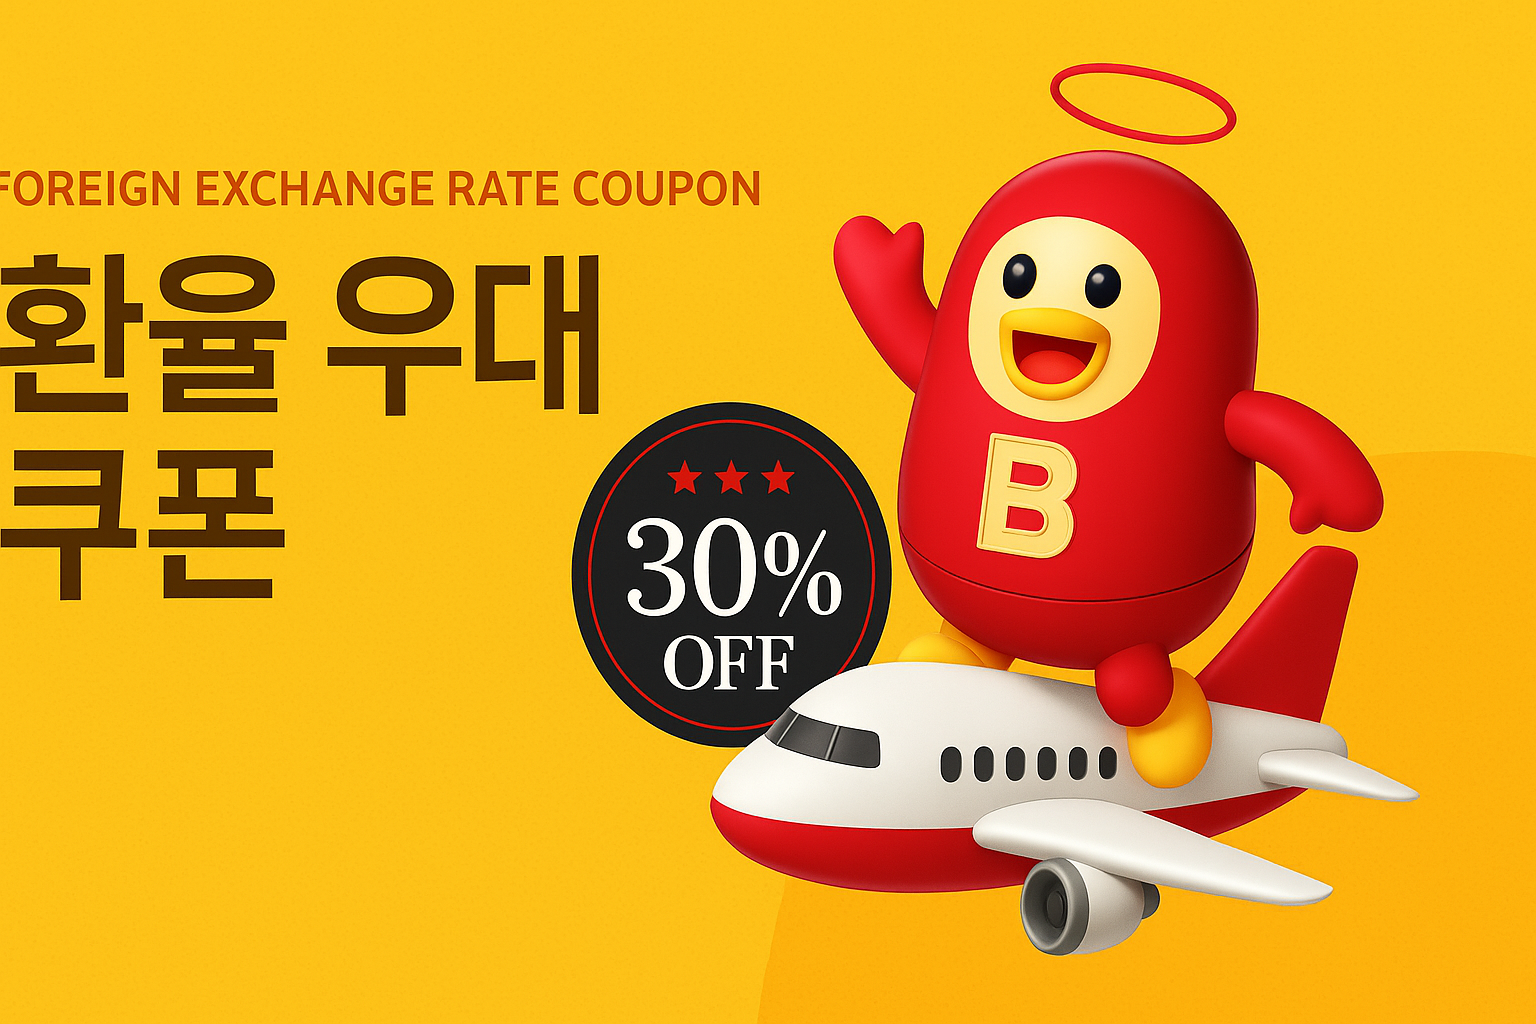 FOREIGN EXCHANGE RATE COUPON
환율 우대
쿠폰
30%
OFF
B